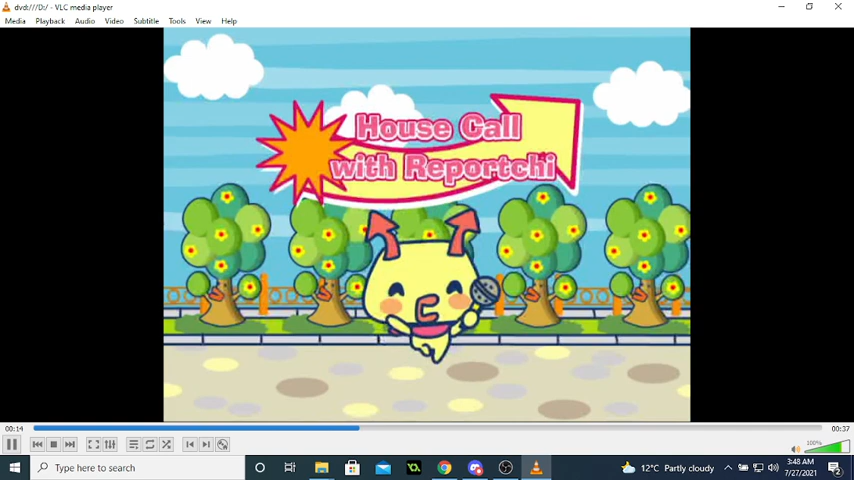 dvd:///D:/ - VLC media player
Media Playback Audio Video Subtitle Tools View Help
House Call
with Reportchi
00:14
00:37
100%
Type here to search
12°C Partly cloudy
3:48 AM
7/27/2021
2